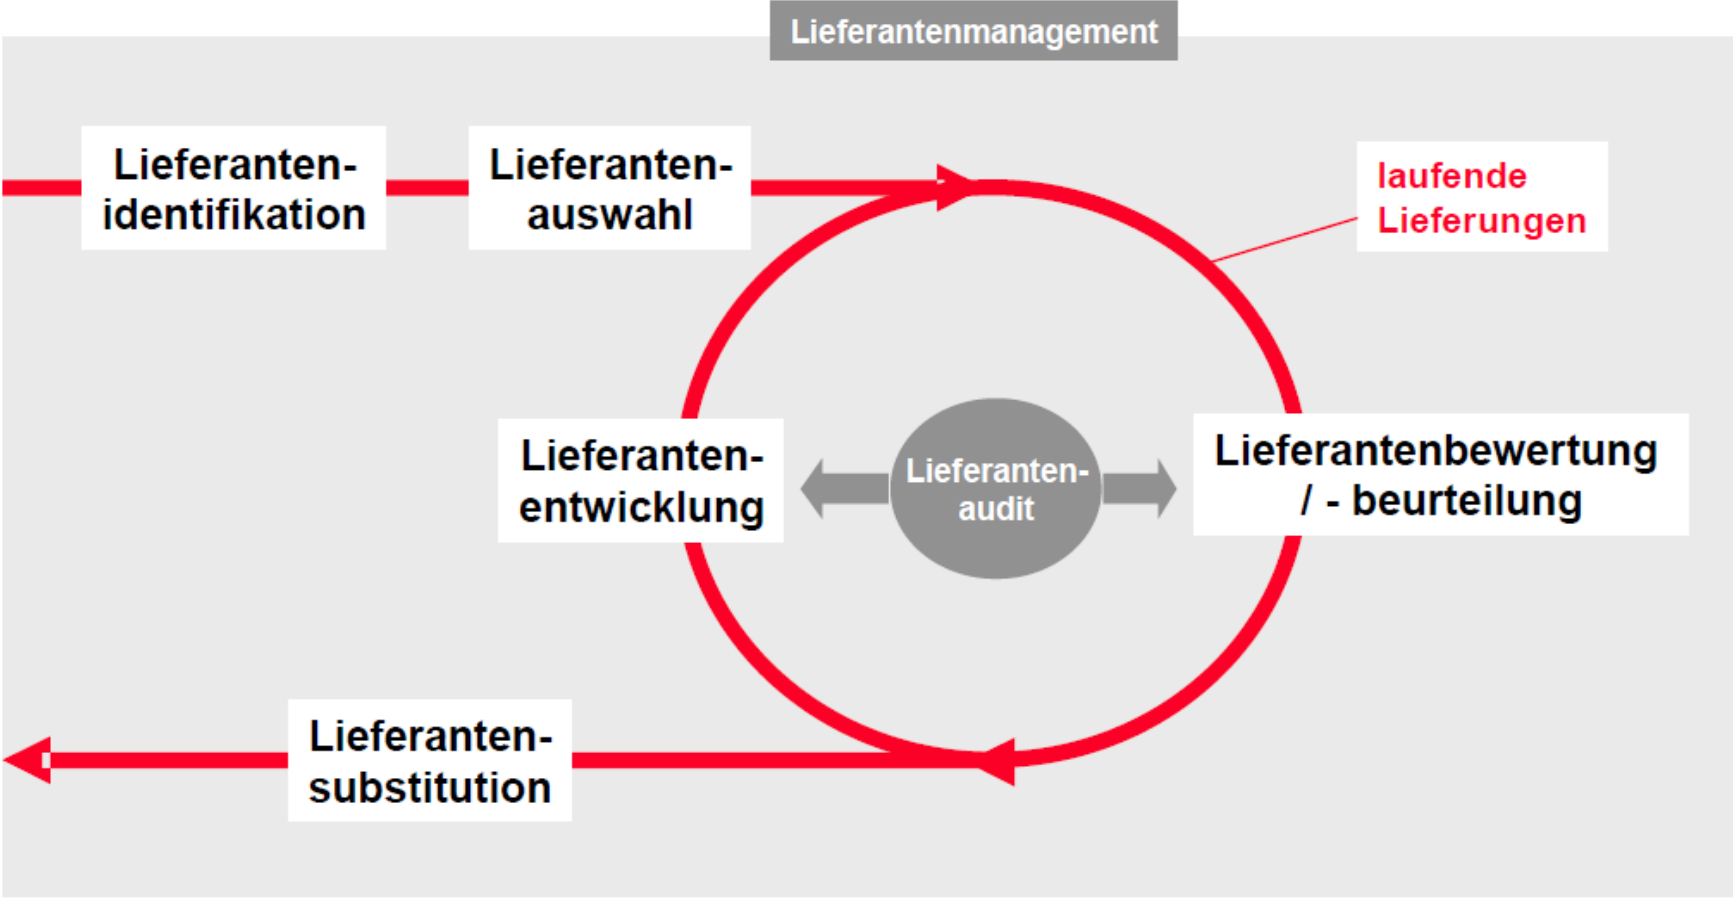 Lieferantenmanagement
Lieferanten-
identifikation
Lieferanten-
auswahl
laufende
Lieferungen
Lieferanten-
entwicklung
Lieferanten-
audit
Lieferantenbewertung
/ - beurteilung
Lieferanten-
substitution